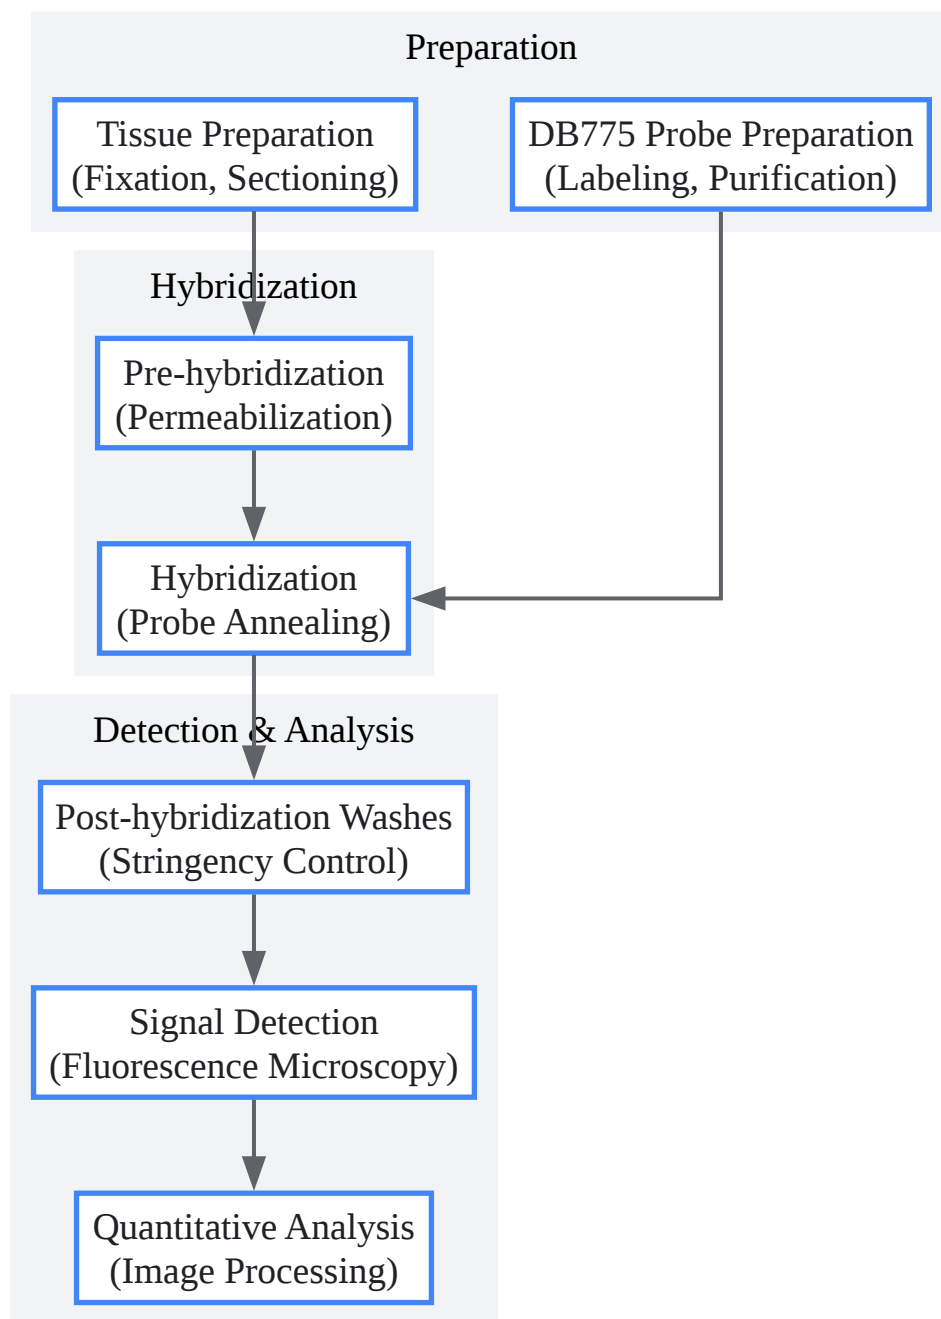 Preparation
Tissue Preparation
(Fixation, Sectioning)
DB775 Probe Preparation
(Labeling, Purification)
Hybridization
Pre-hybridization
(Permeabilization)
Hybridization
(Probe Annealing)
Detection & Analysis
Post-hybridization Washes
(Stringency Control)
Signal Detection
(Fluorescence Microscopy)
Quantitative Analysis
(Image Processing)